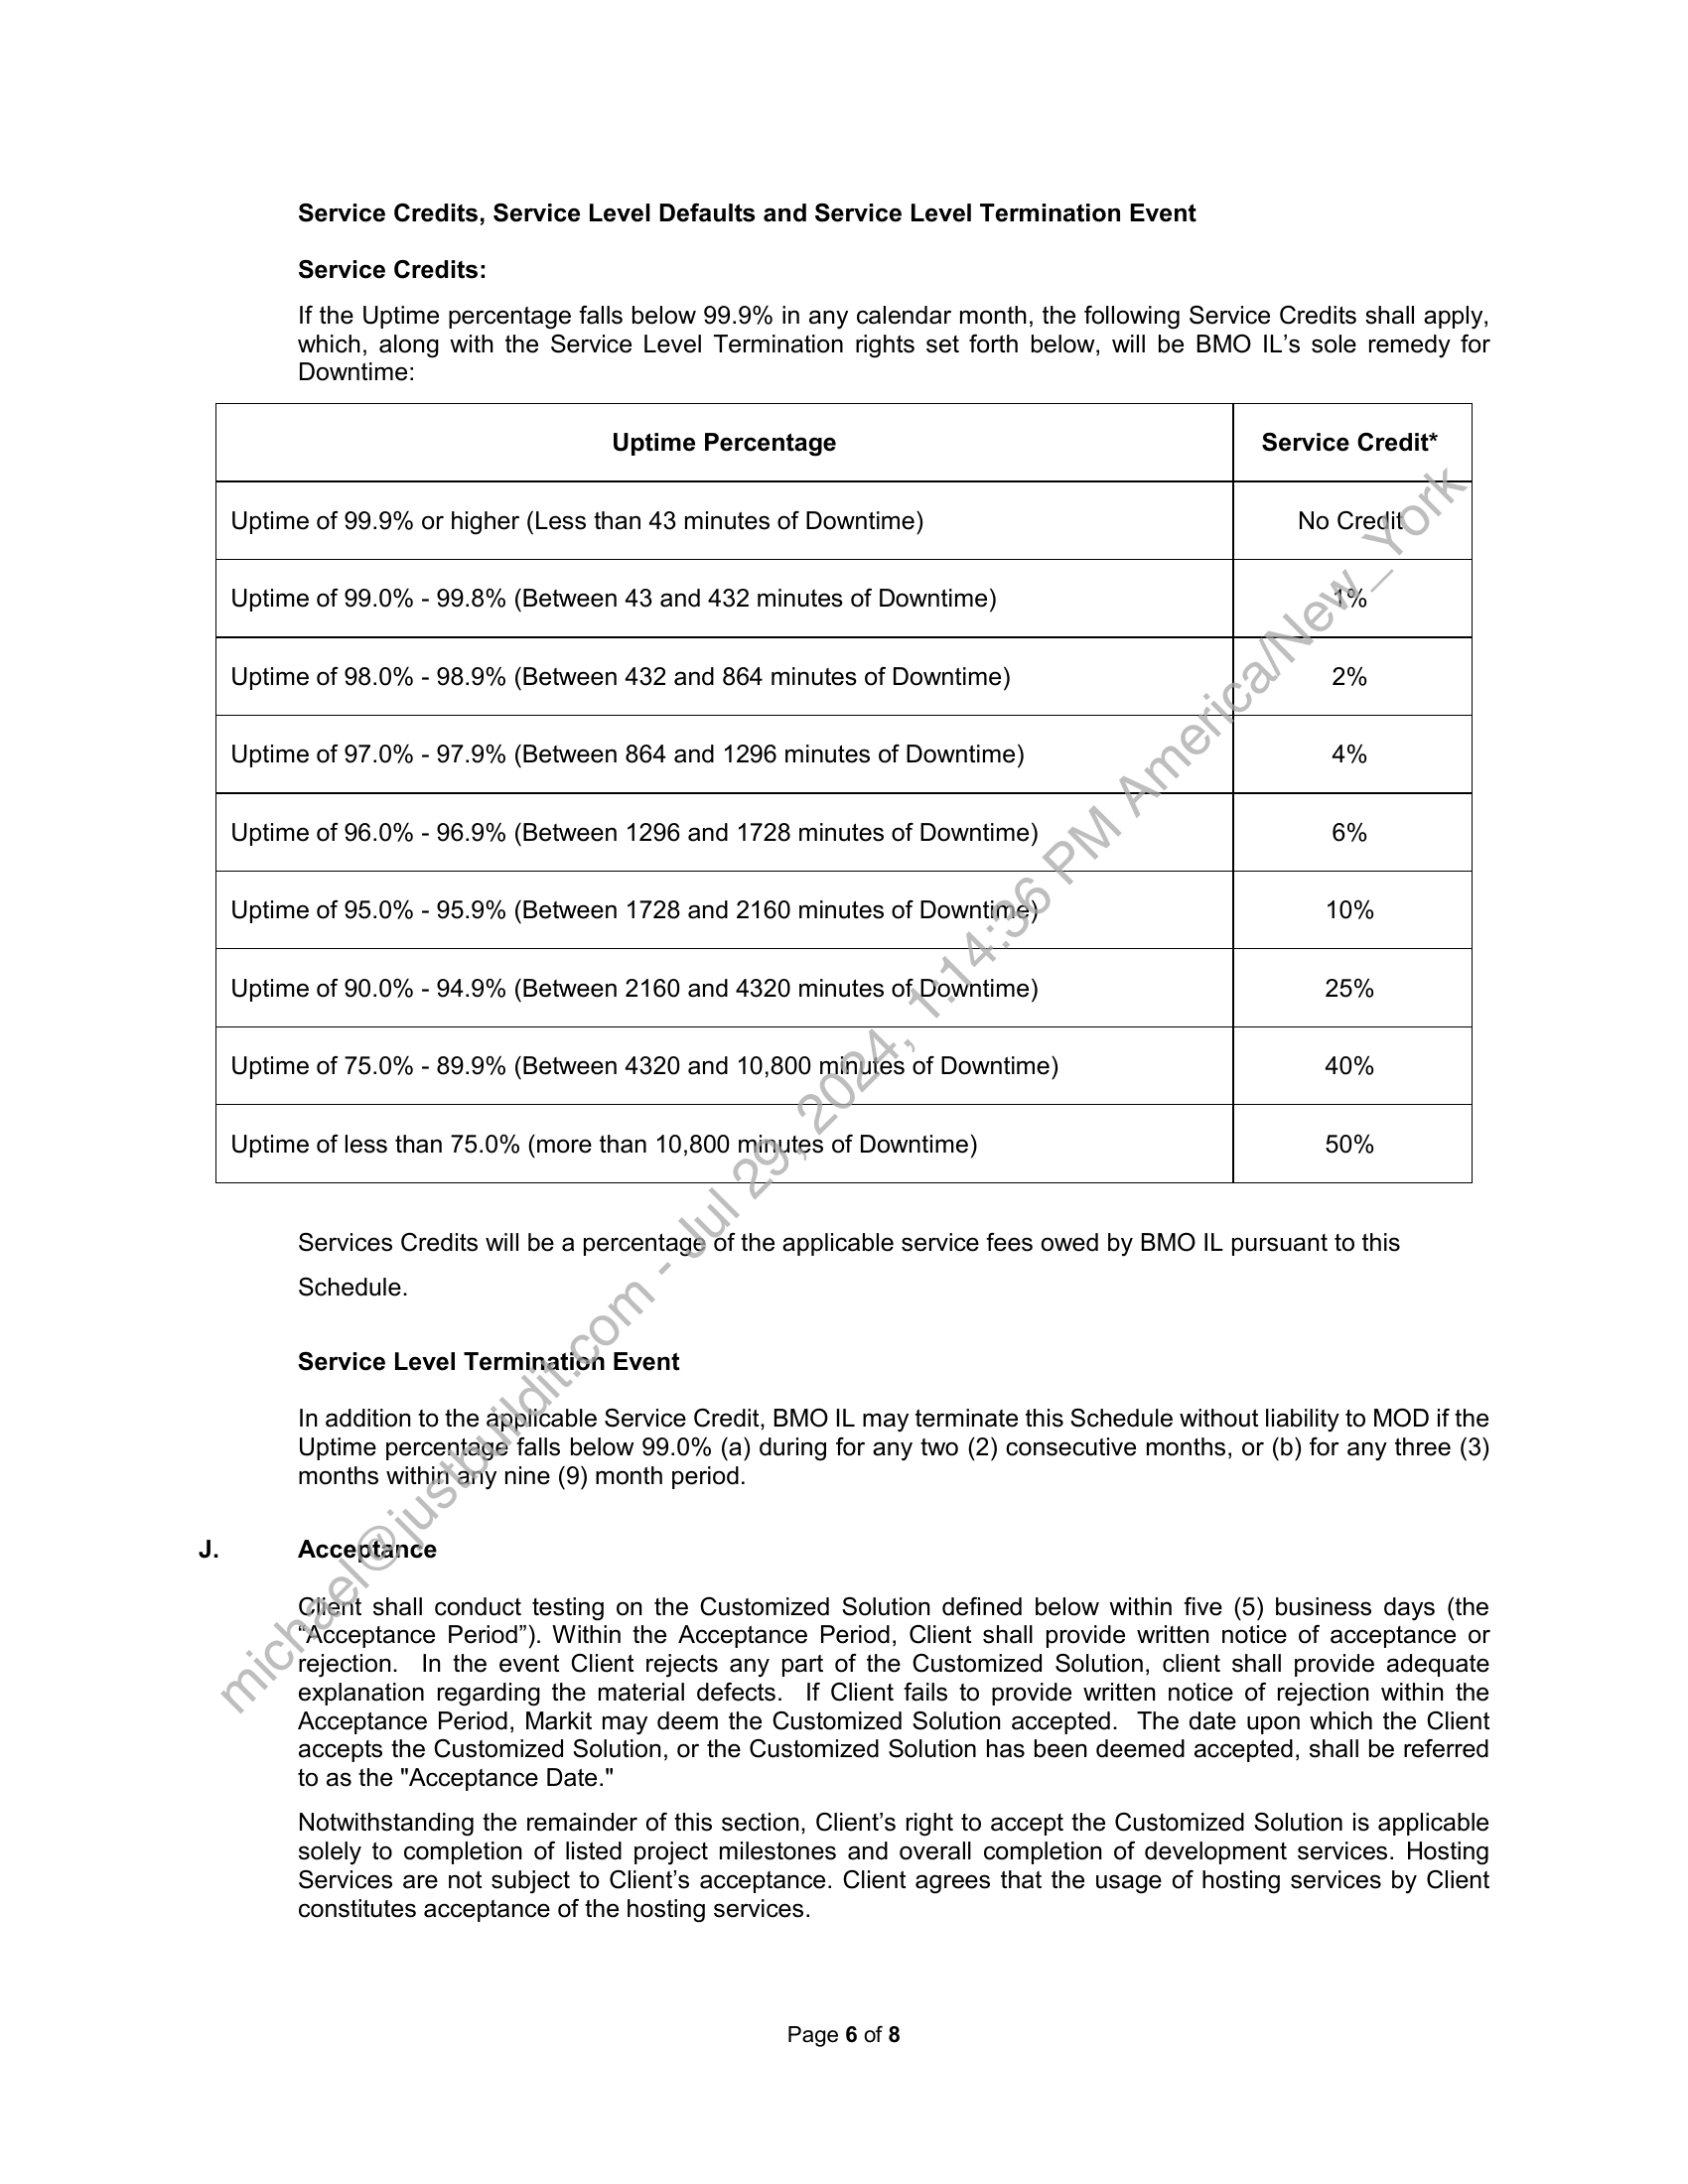 Service Credits, Service Level Defaults and Service Level Termination Event
Service Credits:
If the Uptime percentage falls below 99.9% in any calendar month, the following Service Credits shall apply,
which, along with the Service Level Termination rights set forth below, will be BMO IL’s sole remedy for
Downtime:
Uptime Percentage Service Credit*
Uptime of 99.9% or higher (Less than 43 minutes of Downtime) No Credit
Uptime of 99.0% - 99.8% (Between 43 and 432 minutes of Downtime) 1%
Uptime of 98.0% - 98.9% (Between 432 and 864 minutes of Downtime) 2%
Uptime of 97.0% - 97.9% (Between 864 and 1296 minutes of Downtime) 4%
Uptime of 96.0% - 96.9% (Between 1296 and 1728 minutes of Downtime) 6%
Uptime of 95.0% - 95.9% (Between 1728 and 2160 minutes of Downtime) 10%
Uptime of 90.0% - 94.9% (Between 2160 and 4320 minutes of Downtime) 25%
Uptime of 75.0% - 89.9% (Between 4320 and 10,800 minutes of Downtime) 40%
Uptime of less than 75.0% (more than 10,800 minutes of Downtime) 50%
Services Credits will be a percentage of the applicable service fees owed by BMO IL pursuant to this
Schedule.
Service Level Termination Event
In addition to the applicable Service Credit, BMO IL may terminate this Schedule without liability to MOD if the
Uptime percentage falls below 99.0% (a) during for any two (2) consecutive months, or (b) for any three (3)
months within any nine (9) month period.
J. Acceptance
Client shall conduct testing on the Customized Solution defined below within five (5) business days (the
“Acceptance Period”). Within the Acceptance Period, Client shall provide written notice of acceptance or
rejection. In the event Client rejects any part of the Customized Solution, client shall provide adequate
explanation regarding the material defects. If Client fails to provide written notice of rejection within the
Acceptance Period, Markit may deem the Customized Solution accepted. The date upon which the Client
accepts the Customized Solution, or the Customized Solution has been deemed accepted, shall be referred
to as the "Acceptance Date."
Notwithstanding the remainder of this section, Client’s right to accept the Customized Solution is applicable
solely to completion of listed project milestones and overall completion of development services. Hosting
Services are not subject to Client’s acceptance. Client agrees that the usage of hosting services by Client
constitutes acceptance of the hosting services.
Page 6 of 8
michael@justbuildit.com - Jul 29, 2024, 1:14:36 PM America/New_York